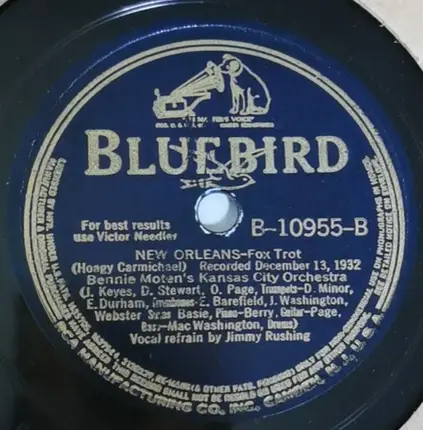 "HIS MASTER'S VOICE"
BLUEBIRD
For best results
use Victor Needles
B-10955-B
NEW ORLEANS-Fox Trot
(Hoagy Carmichael) Recorded December 13, 1932
Bennie Moten's Kansas City Orchestra
(J. Keyes, D. Stewart, O. Page, Trumpets-D. Minor,
E. Durham, Trombones-E. Barefield, J. Washington,
Webster Basie, Piano-Berry, Guitar-Page,
Bass-Mac Washington, Drums)
Vocal refrain by Jimmy Rushing
RCA MANUFACTURING CO. INC. CAMDEN, N.J., U.S.A.